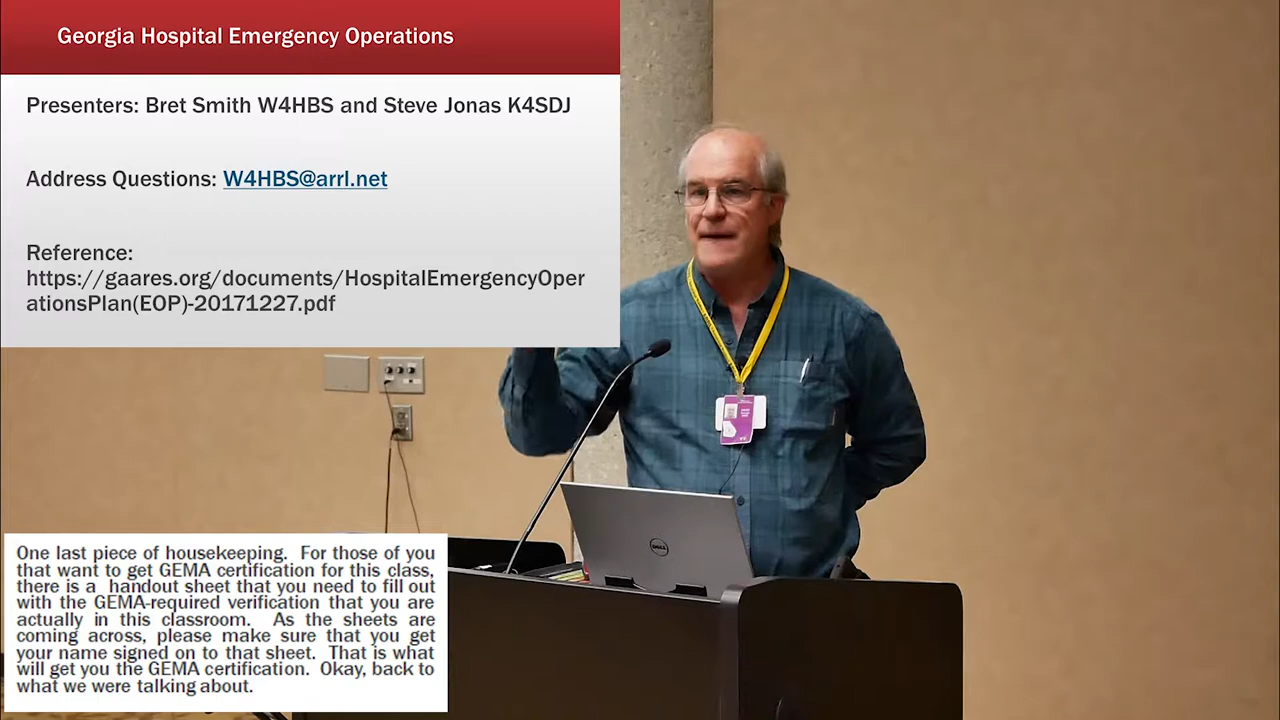 Georgia Hospital Emergency Operations
Presenters: Bret Smith W4HBS and Steve Jonas K4SDJ
Address Questions: W4HBS@arrl.net
Reference:
https://gaares.org/documents/HospitalEmergencyOper
ationsPlan(EOP)-20171227.pdf
DELL
One last piece of housekeeping. For those of you
that want to get GEMA certification for this class,
there is a handout sheet that you need to fill out
with the GEMA-required verification that you are
actually in this classroom. As the sheets are
coming across, please make sure that you get
your name signed on to that sheet. That is what
will get you the GEMA certification. Okay, back to
what we were talking about.